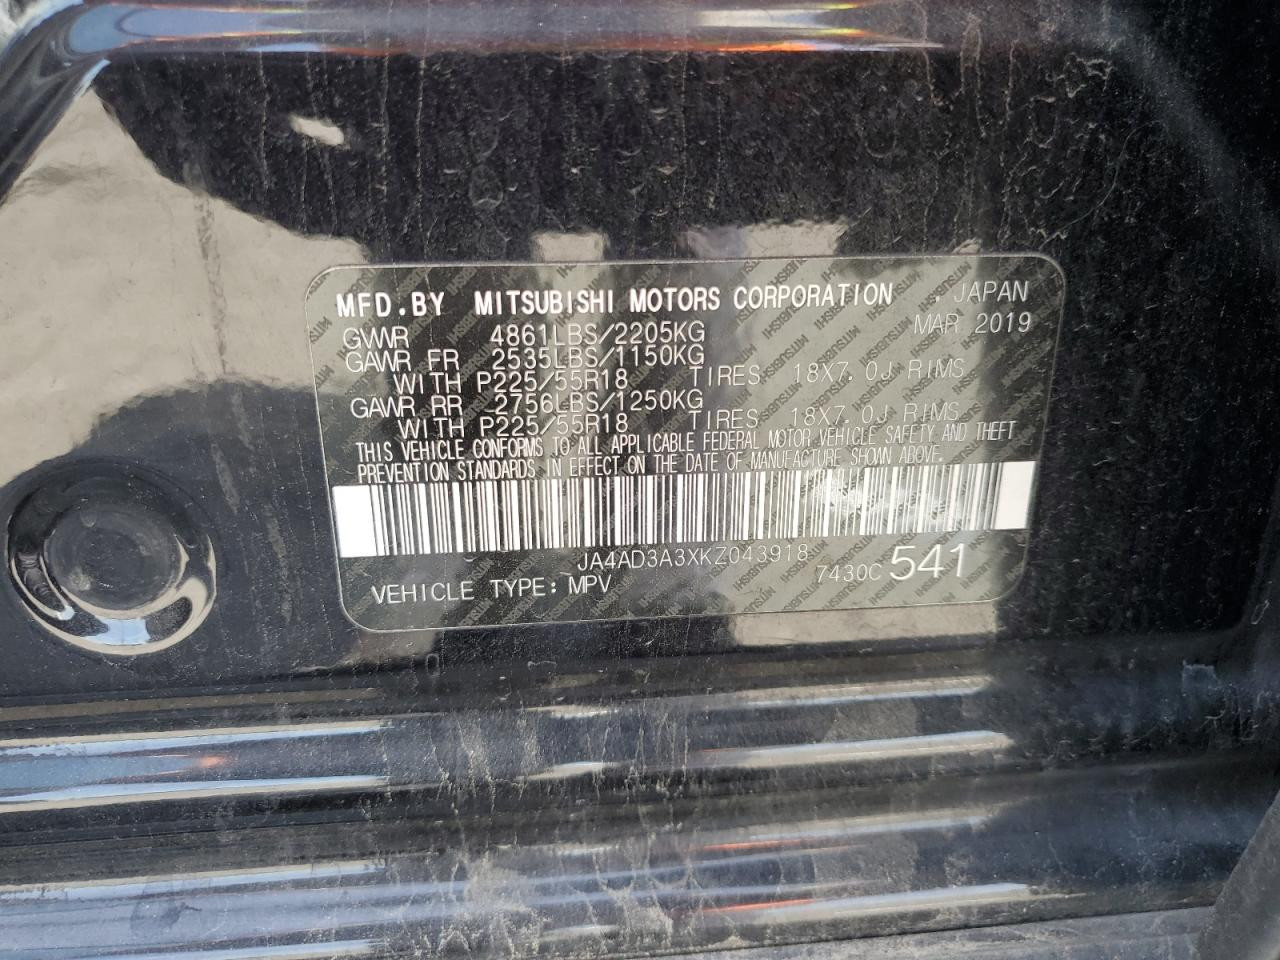 MFD.BY MITSUBISHI MOTORS CORPORATION , JAPAN
GVWR 4861LBS/2205KG MAR 2019
GAWR FR 2535LBS/1150KG
WITH P225/55R18 TIRES 18X7.0J RIMS
GAWR RR 2756LBS/1250KG
WITH P225/55R18 TIRES 18X7.0J RIMS
THIS VEHICLE CONFORMS TO ALL APPLICABLE FEDERAL MOTOR VEHICLE SAFETY AND THEFT
PREVENTION STANDARDS IN EFFECT ON THE DATE OF MANUFACTURE SHOWN ABOVE.
JA4AD3A3XKZ043918
VEHICLE TYPE: MPV 7430C 541